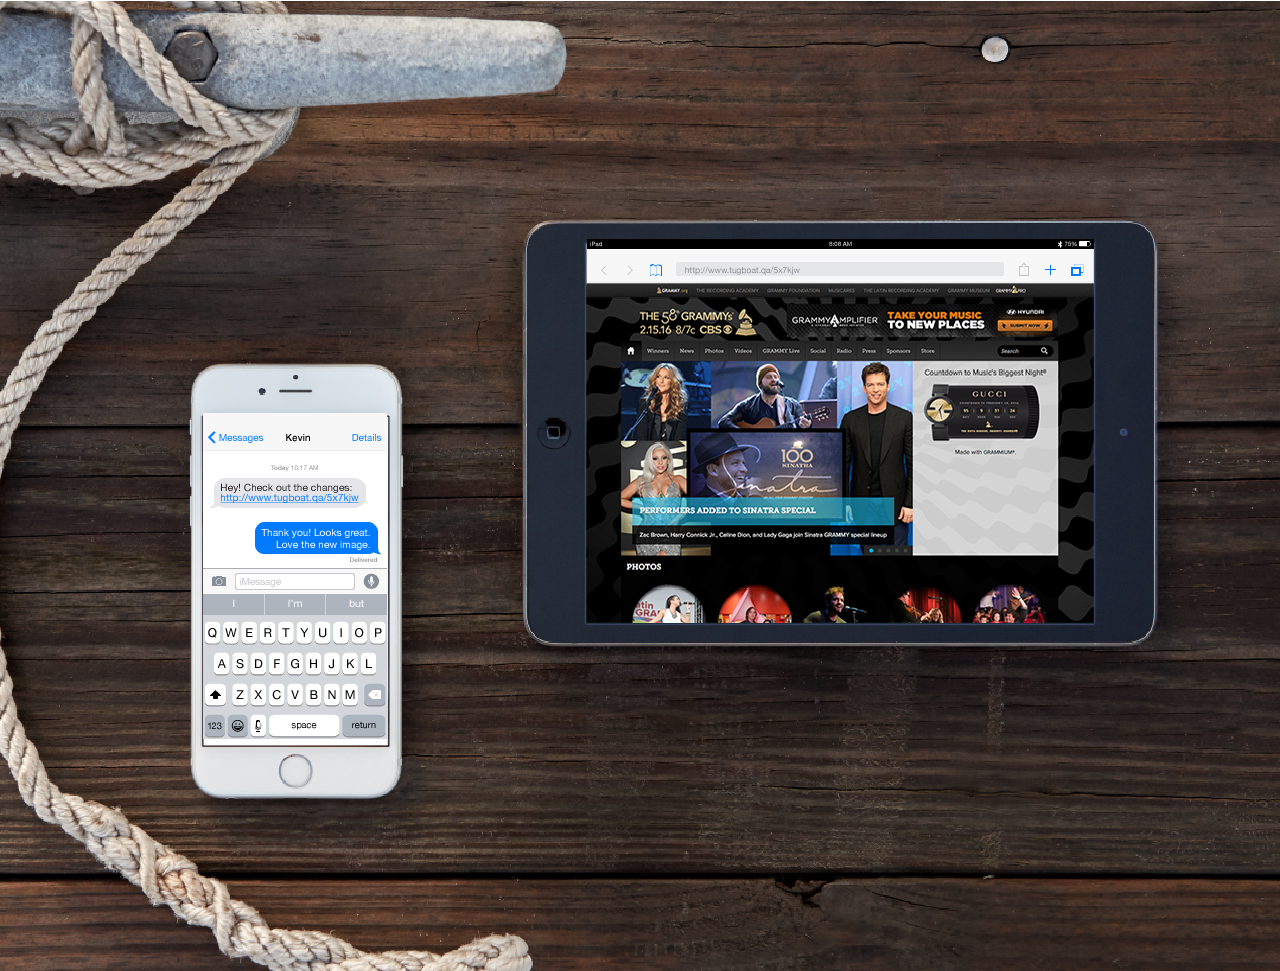 Messages
Kevin
Details
Today 10:17 AM
Hey! Check out the changes:
http://www.tugboat.qa/5x7kjw
Thank you! Looks great.
Love the new image.
Delivered
iMessage
I I'm but
Q W E R T Y U I O P
A S D F G H J K L
Z X C V B N M
123 space return
iPad 8:08 AM 75%
http://www.tugboat.qa/5x7kjw
GRAMMY.org THE RECORDING ACADEMY GRAMMY FOUNDATION MUSICARES THE LATIN RECORDING ACADEMY GRAMMY MUSEUM GRAMMYPRO
THE 58th GRAMMYs
2.15.16 8/7c CBS
GRAMMYAMPLIFIER
TAKE YOUR MUSIC
TO NEW PLACES
HYUNDAI
SUBMIT NOW
Winners News Photos Videos GRAMMY Live Social Radio Press Sponsors Store Search
Countdown to Music's Biggest Night®
GUCCI
Made with GRAMMIUM®.
100
SINATRA
Sinatra
PERFORMERS ADDED TO SINATRA SPECIAL
Zac Brown, Harry Connick Jr., Celine Dion, and Lady Gaga join Sinatra GRAMMY special lineup
PHOTOS